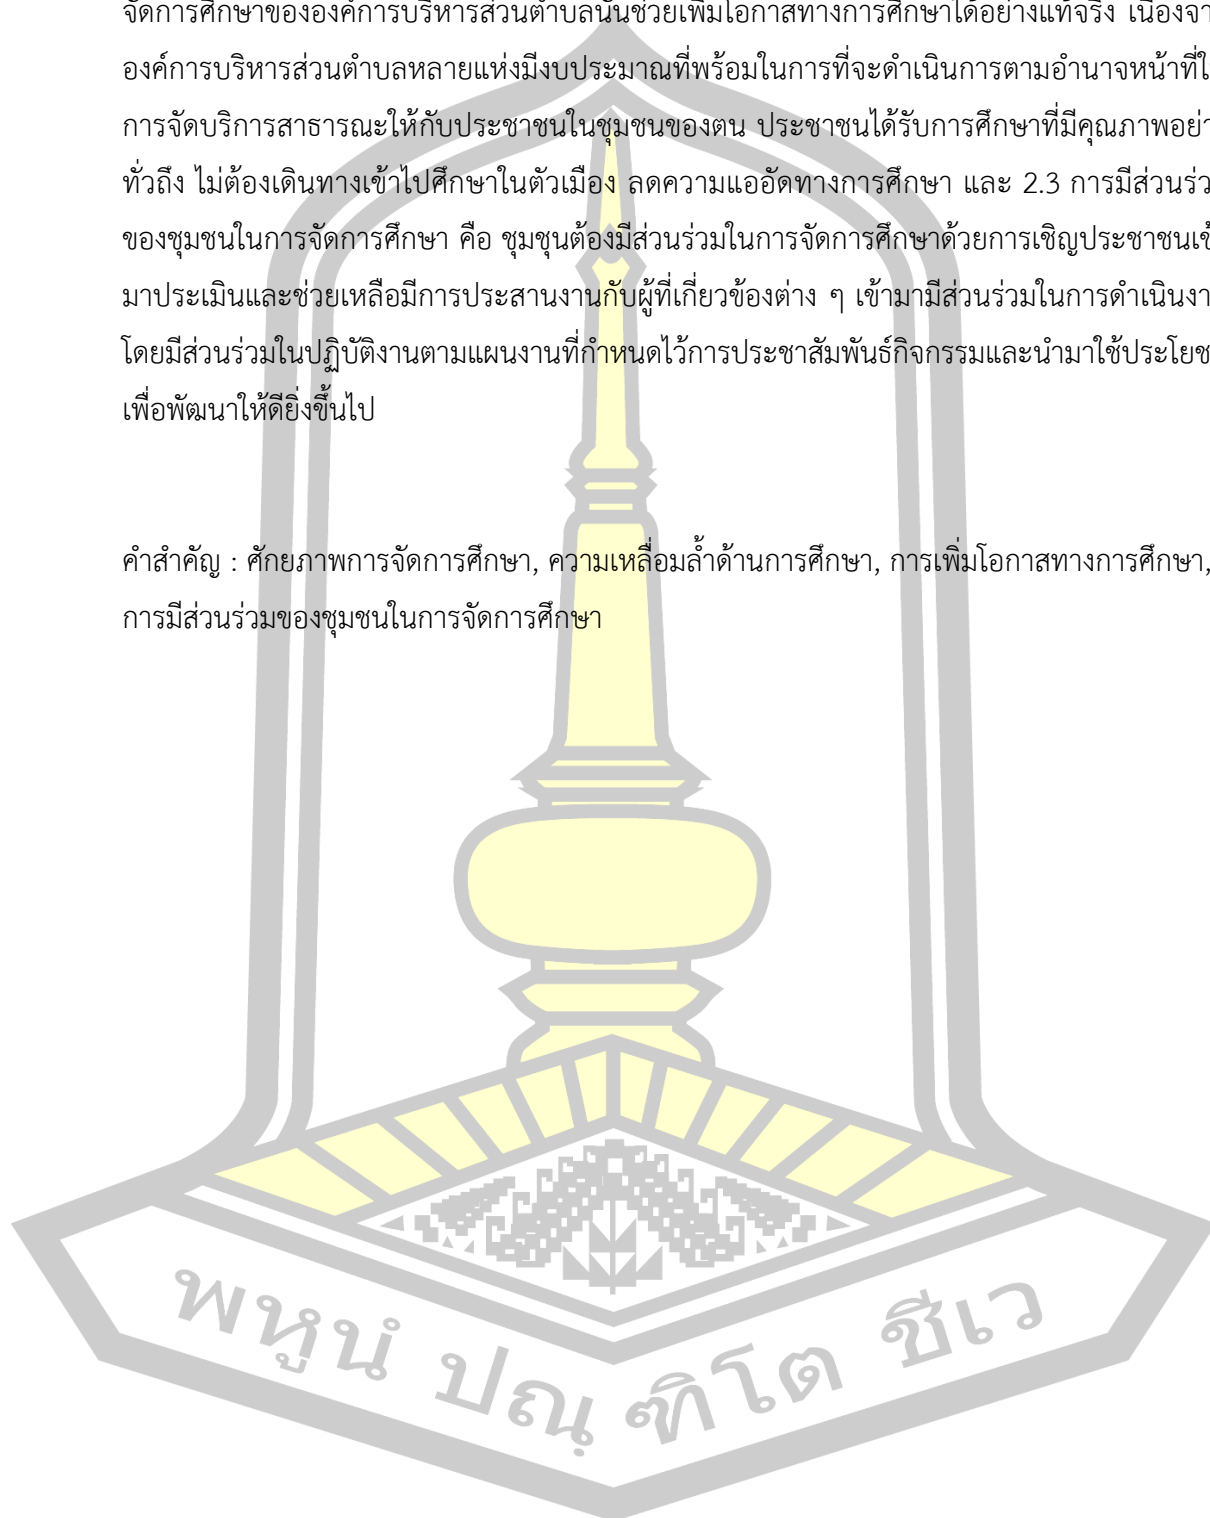 จัดการศึกษาขององค์การบริหารส่วนตำบลนั้นช่วยเพิ่มโอกาสทางการศึกษาได้อย่างแท้จริง เนื่องจา
องค์การบริหารส่วนตำบลหลายแห่งมีงบประมาณที่พร้อมในการที่จะดำเนินการตามอำนาจหน้าที่ใ
การจัดบริการสาธารณะให้กับประชาชนในชุมชนของตน ประชาชนได้รับการศึกษาที่มีคุณภาพอย่า
ทั่วถึง ไม่ต้องเดินทางเข้าไปศึกษาในตัวเมือง ลดความแออัดทางการศึกษา และ 2.3 การมีส่วนร่ว
ของชุมชนในการจัดการศึกษา คือ ชุมชุนต้องมีส่วนร่วมในการจัดการศึกษาด้วยการเชิญประชาชนเข้
มาประเมินและช่วยเหลือมีการประสานงานกับผู้ที่เกี่ยวข้องต่าง ๆ เข้ามามีส่วนร่วมในการดำเนินงา
โดยมีส่วนร่วมในปฏิบัติงานตามแผนงานที่กำหนดไว้การประชาสัมพันธ์กิจกรรมและนำมาใช้ประโยช
เพื่อพัฒนาให้ดียิ่งขึ้นไป
คำสำคัญ : ศักยภาพการจัดการศึกษา, ความเหลื่อมล้ำด้านการศึกษา, การเพิ่มโอกาสทางการศึกษา,
การมีส่วนร่วมของชุมชนในการจัดการศึกษา
พหูนํ ปณฺฑิโต ชีเว